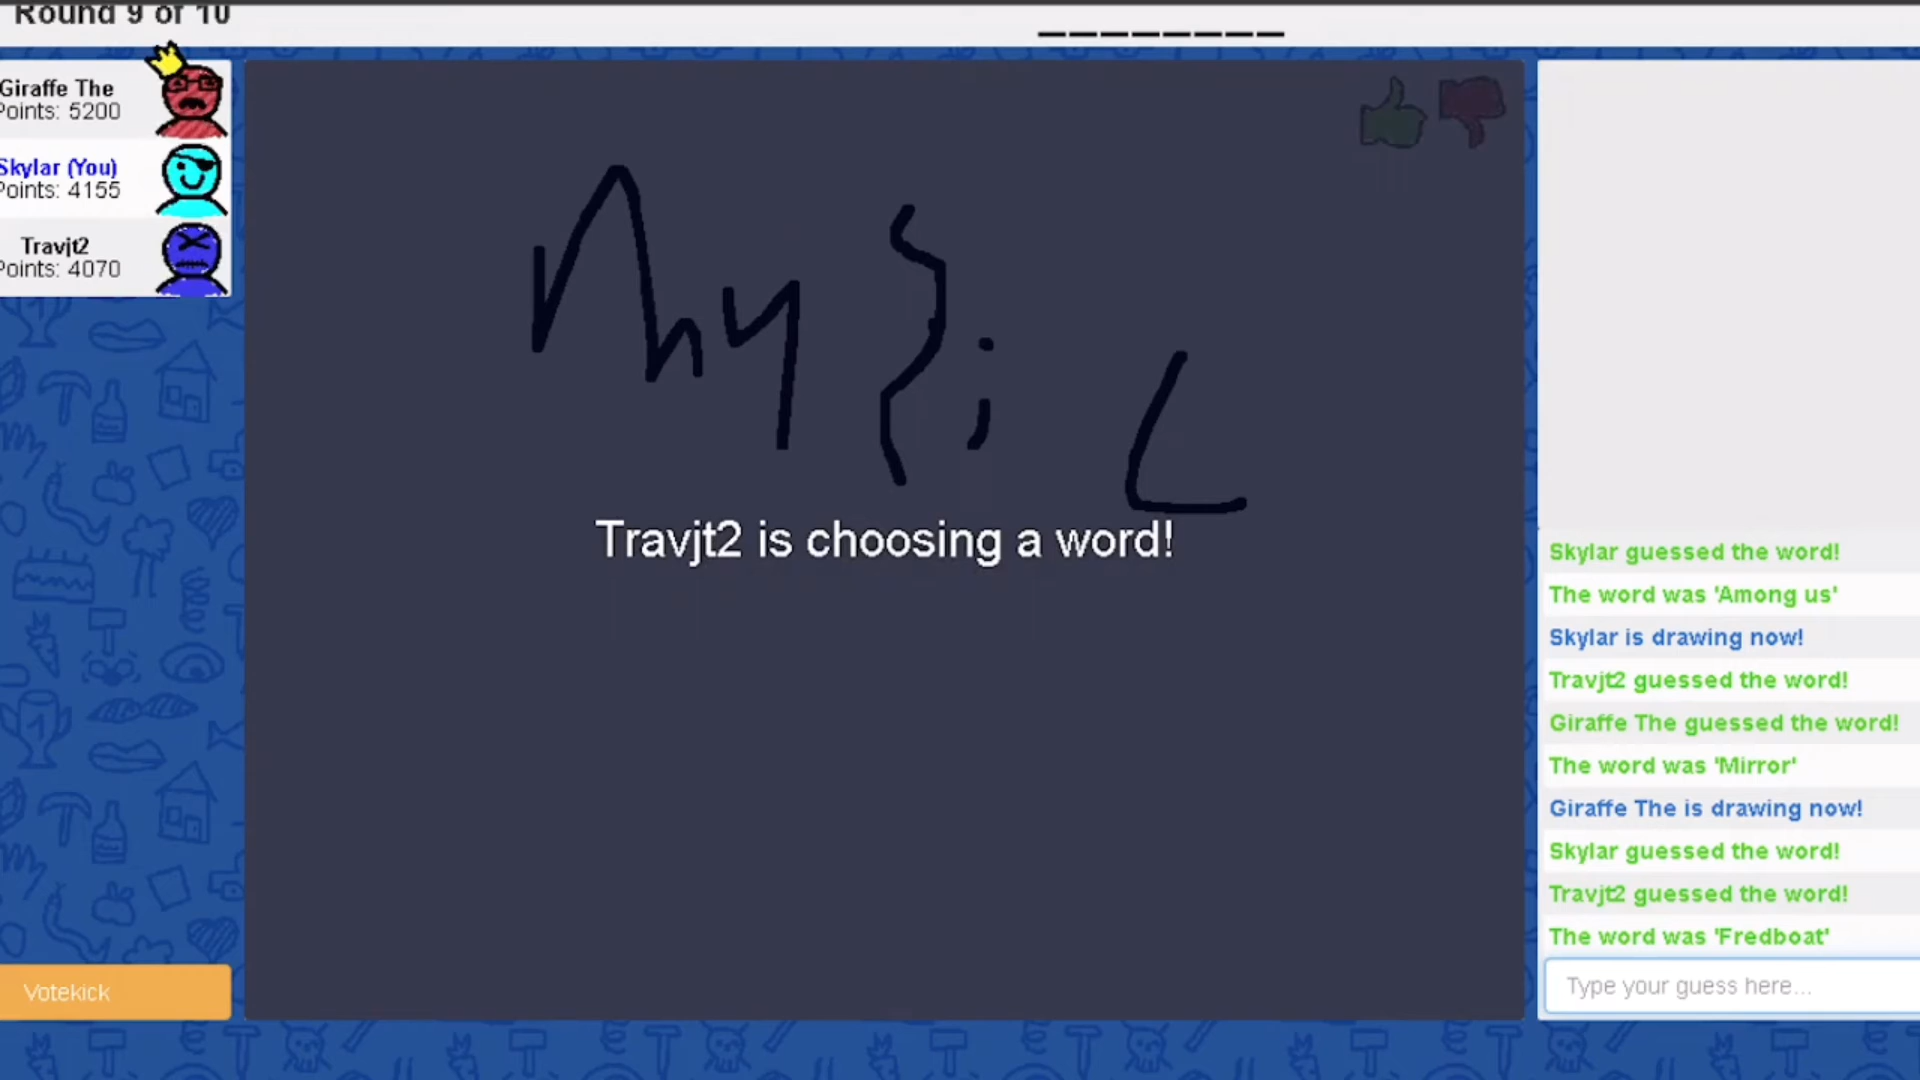 Round 9 of 10
Giraffe The
Points: 5200
Skylar (You)
Points: 4155
Travjt2
Points: 4070
Travjt2 is choosing a word!
Skylar guessed the word!
The word was 'Among us'
Skylar is drawing now!
Travjt2 guessed the word!
Giraffe The guessed the word!
The word was 'Mirror'
Giraffe The is drawing now!
Skylar guessed the word!
Travjt2 guessed the word!
The word was 'Fredboat'
Type your guess here...
Votekick